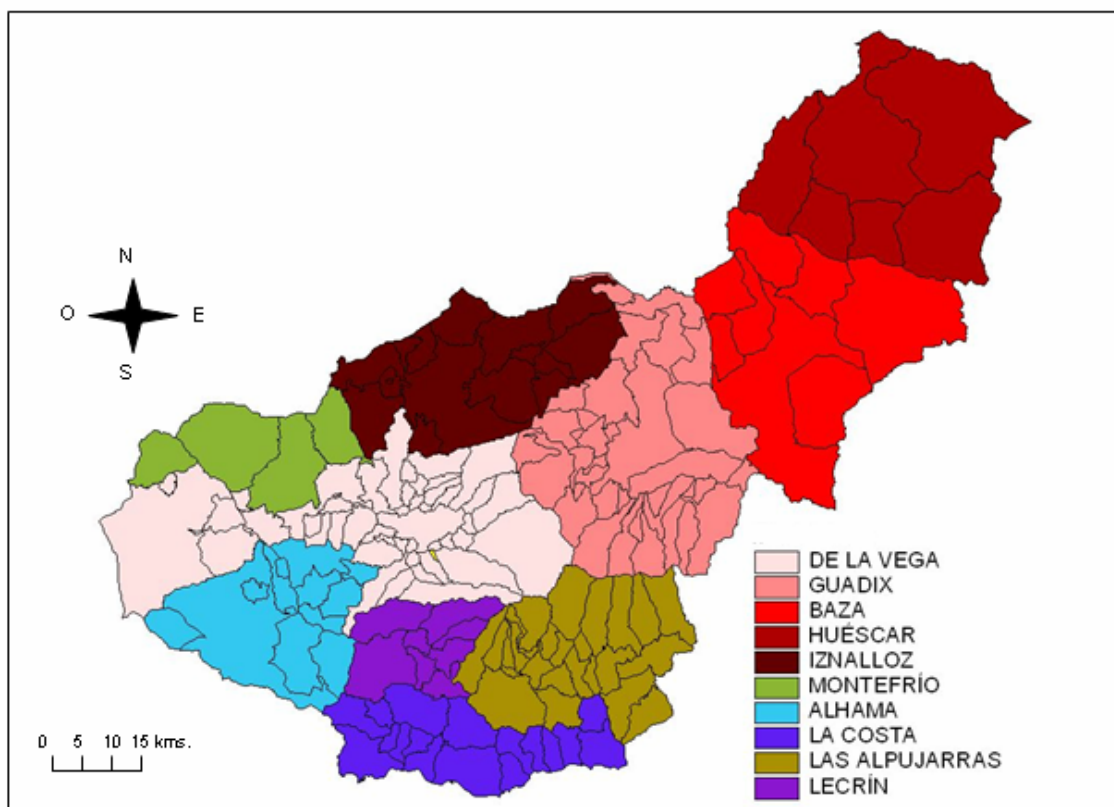 N
O E
S
0 5 10 15 kms.
DE LA VEGA
GUADIX
BAZA
HUÉSCAR
IZNALLOZ
MONTEFRÍO
ALHAMA
LA COSTA
LAS ALPUJARRAS
LECRÍN